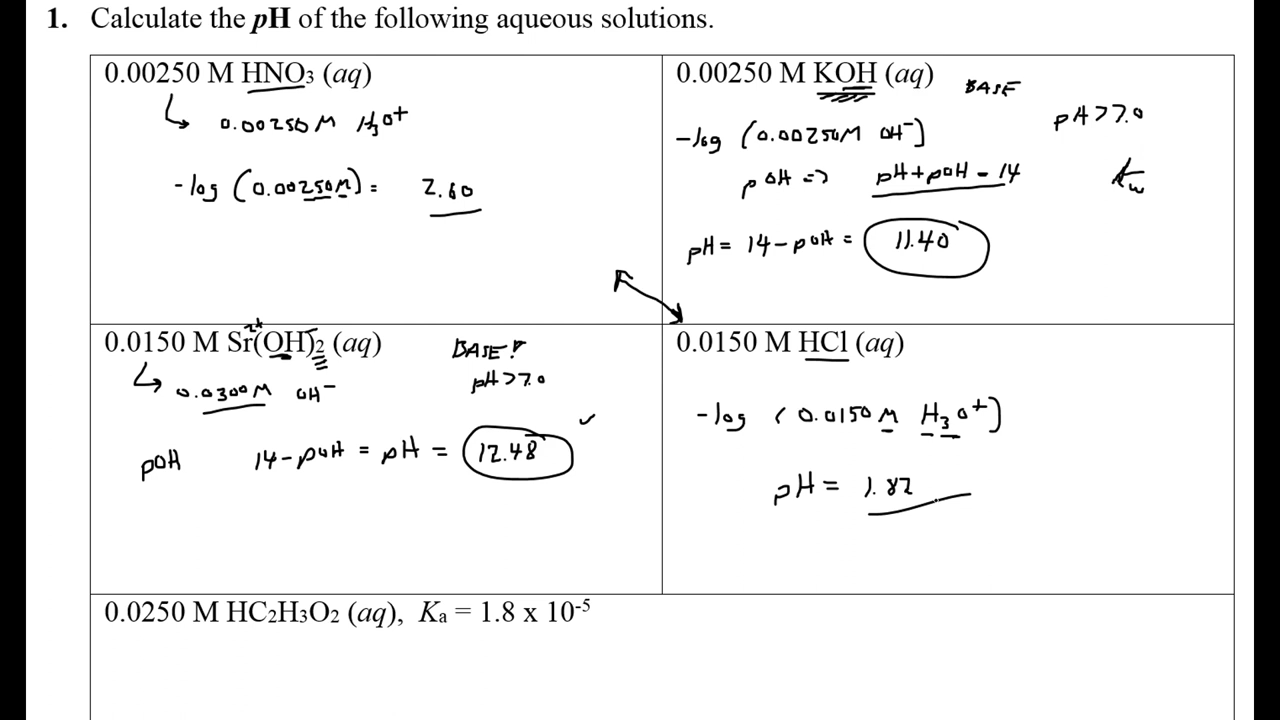 1. Calculate the pH of the following aqueous solutions.
0.00250 M HNO3 (aq)
0.00250 M H3O+
-log (0.00250M) = 2.60
0.00250 M KOH (aq) BASE
pH>7.0
-log (0.00250M OH-)
pOH => pH+pOH = 14 Kw
pH = 14-pOH = 11.40
2+ -
0.0150 M Sr(OH)2 (aq) BASE!
pH>7.0
0.0300M OH-
pOH 14-pOH = pH = 12.48 ✓
0.0150 M HCl (aq)
-log (0.0150 M H3O+)
pH = 1.82
0.0250 M HC2H3O2 (aq), Ka = 1.8 x 10-5